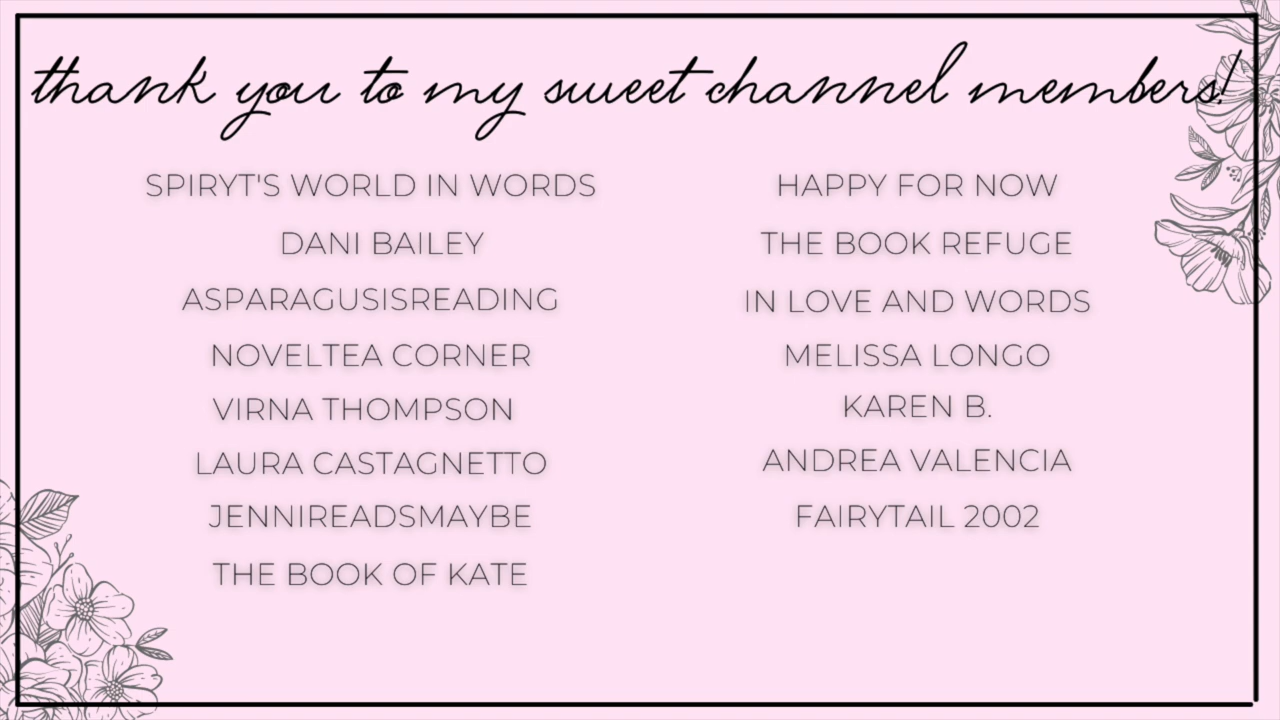 thank you to my sweet channel members!
SPIRYT'S WORLD IN WORDS
DANI BAILEY
ASPARAGUSISREADING
NOVELTEA CORNER
VIRNA THOMPSON
LAURA CASTAGNETTO
JENNIREADSMAYBE
THE BOOK OF KATE
HAPPY FOR NOW
THE BOOK REFUGE
IN LOVE AND WORDS
MELISSA LONGO
KAREN B.
ANDREA VALENCIA
FAIRYTAIL 2002